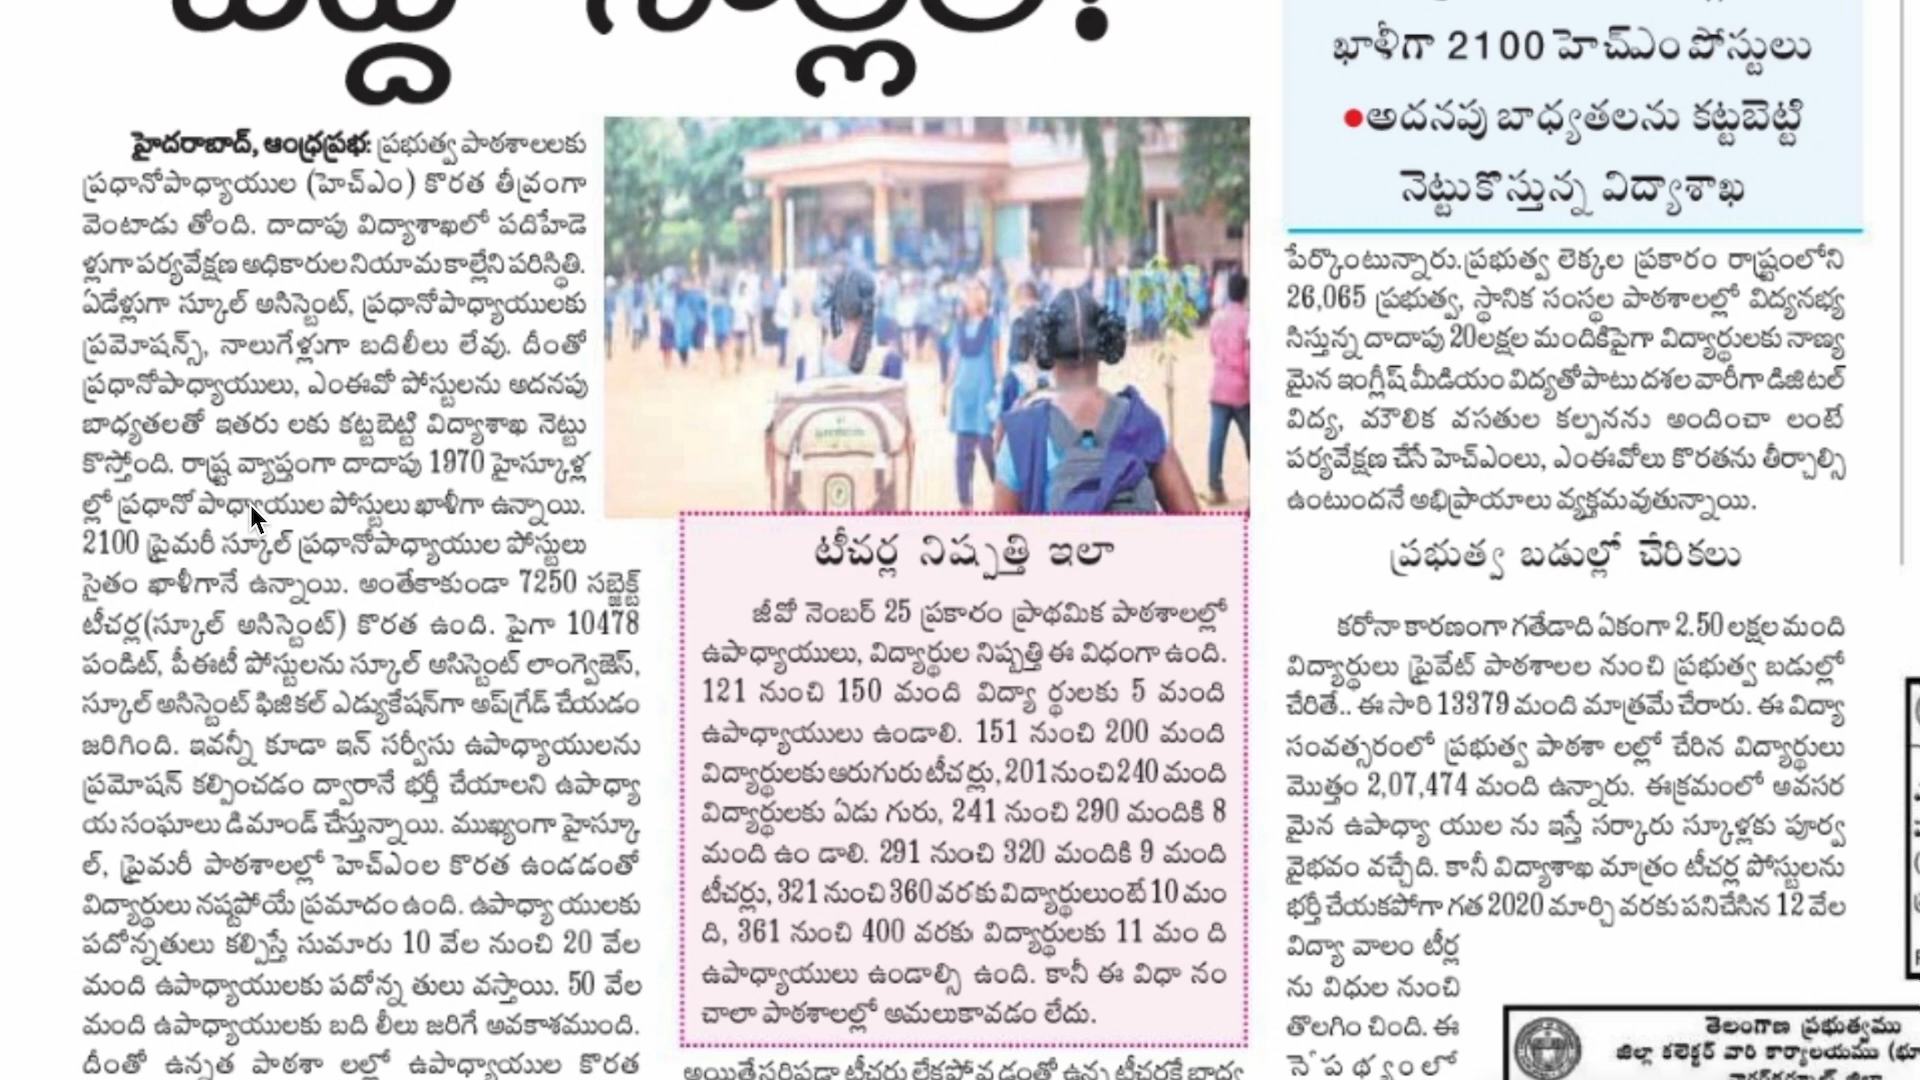 హైదరాబాద్, ఆంధ్రప్రభ: ప్రభుత్వ పాఠశాలలకు
ప్రధానోపాధ్యాయుల (హెచ్ఎం) కొరత తీవ్రంగా
వెంటాడు తోంది. దాదాపు విద్యాశాఖలో పదిహేడె
ళ్లుగా పర్యవేక్షణ అధికారుల నియామకాల్లేని పరిస్థితి.
ఏడేళ్లుగా స్కూల్ అసిస్టెంట్, ప్రధానోపాధ్యాయులకు
ప్రమోషన్స్, నాలుగేళ్లుగా బదిలీలు లేవు. దీంతో
ప్రధానోపాధ్యాయులు, ఎంఈవో పోస్టులను అదనపు
బాధ్యతలతో ఇతరు లకు కట్టబెట్టి విద్యాశాఖ నెట్టు
కొస్తోంది. రాష్ట్ర వ్యాప్తంగా దాదాపు 1970 హైస్కూళ్ల
ల్లో ప్రధానో పాధ్యాయుల పోస్టులు ఖాళీగా ఉన్నాయి.
2100 ప్రైమరీ స్కూల్ ప్రధానోపాధ్యాయుల పోస్టులు
సైతం ఖాళీగానే ఉన్నాయి. అంతేకాకుండా 7250 సబ్జెక్ట్
టీచర్ల(స్కూల్ అసిస్టెంట్) కొరత ఉంది. పైగా 10478
పండిట్, పీఈటీ పోస్టులను స్కూల్ అసిస్టెంట్ లాంగ్వెజెస్,
స్కూల్ అసిస్టెంట్ ఫిజికల్ ఎడ్యుకేషన్‌గా అప్‌గ్రేడ్ చేయడం
జరిగింది. ఇవన్నీ కూడా ఇన్ సర్వీసు ఉపాధ్యాయులను
ప్రమోషన్ కల్పించడం ద్వారానే భర్తీ చేయాలని ఉపాధ్యా
య సంఘాలు డిమాండ్ చేస్తున్నాయి. ముఖ్యంగా హైస్కూ
ల్, ప్రైమరీ పాఠశాలల్లో హెచ్ఎంల కొరత ఉండడంతో
విద్యార్థులు నష్టపోయే ప్రమాదం ఉంది. ఉపాధ్యా యులకు
పదోన్నతులు కల్పిస్తే సుమారు 10 వేల నుంచి 20 వేల
మంది ఉపాధ్యాయులకు పదోన్న తులు వస్తాయి. 50 వేల
మంది ఉపాధ్యాయులకు బది లీలు జరిగే అవకాశముంది.
దీంతో ఉన్నత పాఠశా లల్లో ఉపాధ్యాయుల కొరత
టీచర్ల నిష్పత్తి ఇలా
జీవో నెంబర్ 25 ప్రకారం ప్రాథమిక పాఠశాలల్లో
ఉపాధ్యాయులు, విద్యార్థుల నిష్పత్తి ఈ విధంగా ఉంది.
121 నుంచి 150 మంది విద్యా ర్థులకు 5 మంది
ఉపాధ్యాయులు ఉండాలి. 151 నుంచి 200 మంది
విద్యార్థులకు ఆరుగురు టీచర్లు, 201 నుంచి 240 మంది
విద్యార్థులకు ఏడు గురు, 241 నుంచి 290 మందికి 8
మంది ఉం డాలి. 291 నుంచి 320 మందికి 9 మంది
టీచర్లు, 321 నుంచి 360 వరకు విద్యార్థులుంటే 10 మం
ది, 361 నుంచి 400 వరకు విద్యార్థులకు 11 మం ది
ఉపాధ్యాయులు ఉండాల్సి ఉంది. కానీ ఈ విధా నం
చాలా పాఠశాలల్లో అమలుకావడం లేదు.
ఖాళీగా 2100 హెచ్ఎం పోస్టులు
●అదనపు బాధ్యతలను కట్టబెట్టి
నెట్టుకొస్తున్న విద్యాశాఖ
పేర్కొంటున్నారు. ప్రభుత్వ లెక్కల ప్రకారం రాష్ట్రంలోని
26,065 ప్రభుత్వ, స్థానిక సంస్థల పాఠశాలల్లో విద్యనభ్య
సిస్తున్న దాదాపు 20లక్షల మందికిపైగా విద్యార్థులకు నాణ్య
మైన ఇంగ్లీష్ మీడియం విద్యతోపాటు దశల వారీగా డిజిటల్
విద్య, మౌలిక వసతుల కల్పనను అందించా లంటే
పర్యవేక్షణ చేసే హెచ్ఎంలు, ఎంఈవోలు కొరతను తీర్చాల్సి
ఉంటుందనే అభిప్రాయాలు వ్యక్తమవుతున్నాయి.
ప్రభుత్వ బడుల్లో చేరికలు
కరోనా కారణంగా గతేడాది ఏకంగా 2.50 లక్షల మంది
విద్యార్థులు ప్రైవేట్ పాఠశాలల నుంచి ప్రభుత్వ బడుల్లో
చేరితే.. ఈ సారి 13379 మంది మాత్రమే చేరారు. ఈ విద్యా
సంవత్సరంలో ప్రభుత్వ పాఠశా లల్లో చేరిన విద్యార్థులు
మొత్తం 2,07,474 మంది ఉన్నారు. ఈక్రమంలో అవసర
మైన ఉపాధ్యా యుల ను ఇస్తే సర్కారు స్కూళ్లకు పూర్వ
వైభవం వచ్చేది. కానీ విద్యాశాఖ మాత్రం టీచర్ల పోస్టులను
భర్తీ చేయకపోగా గత 2020 మార్చి వరకు పనిచేసిన 12 వేల
విద్యా వాలం టీర్ల
ను విధుల నుంచి
తొలగిం చింది. ఈ
తెలంగాణ ప్రభుత్వము
జిల్లా కలెక్టర్ వారి కార్యాలయము